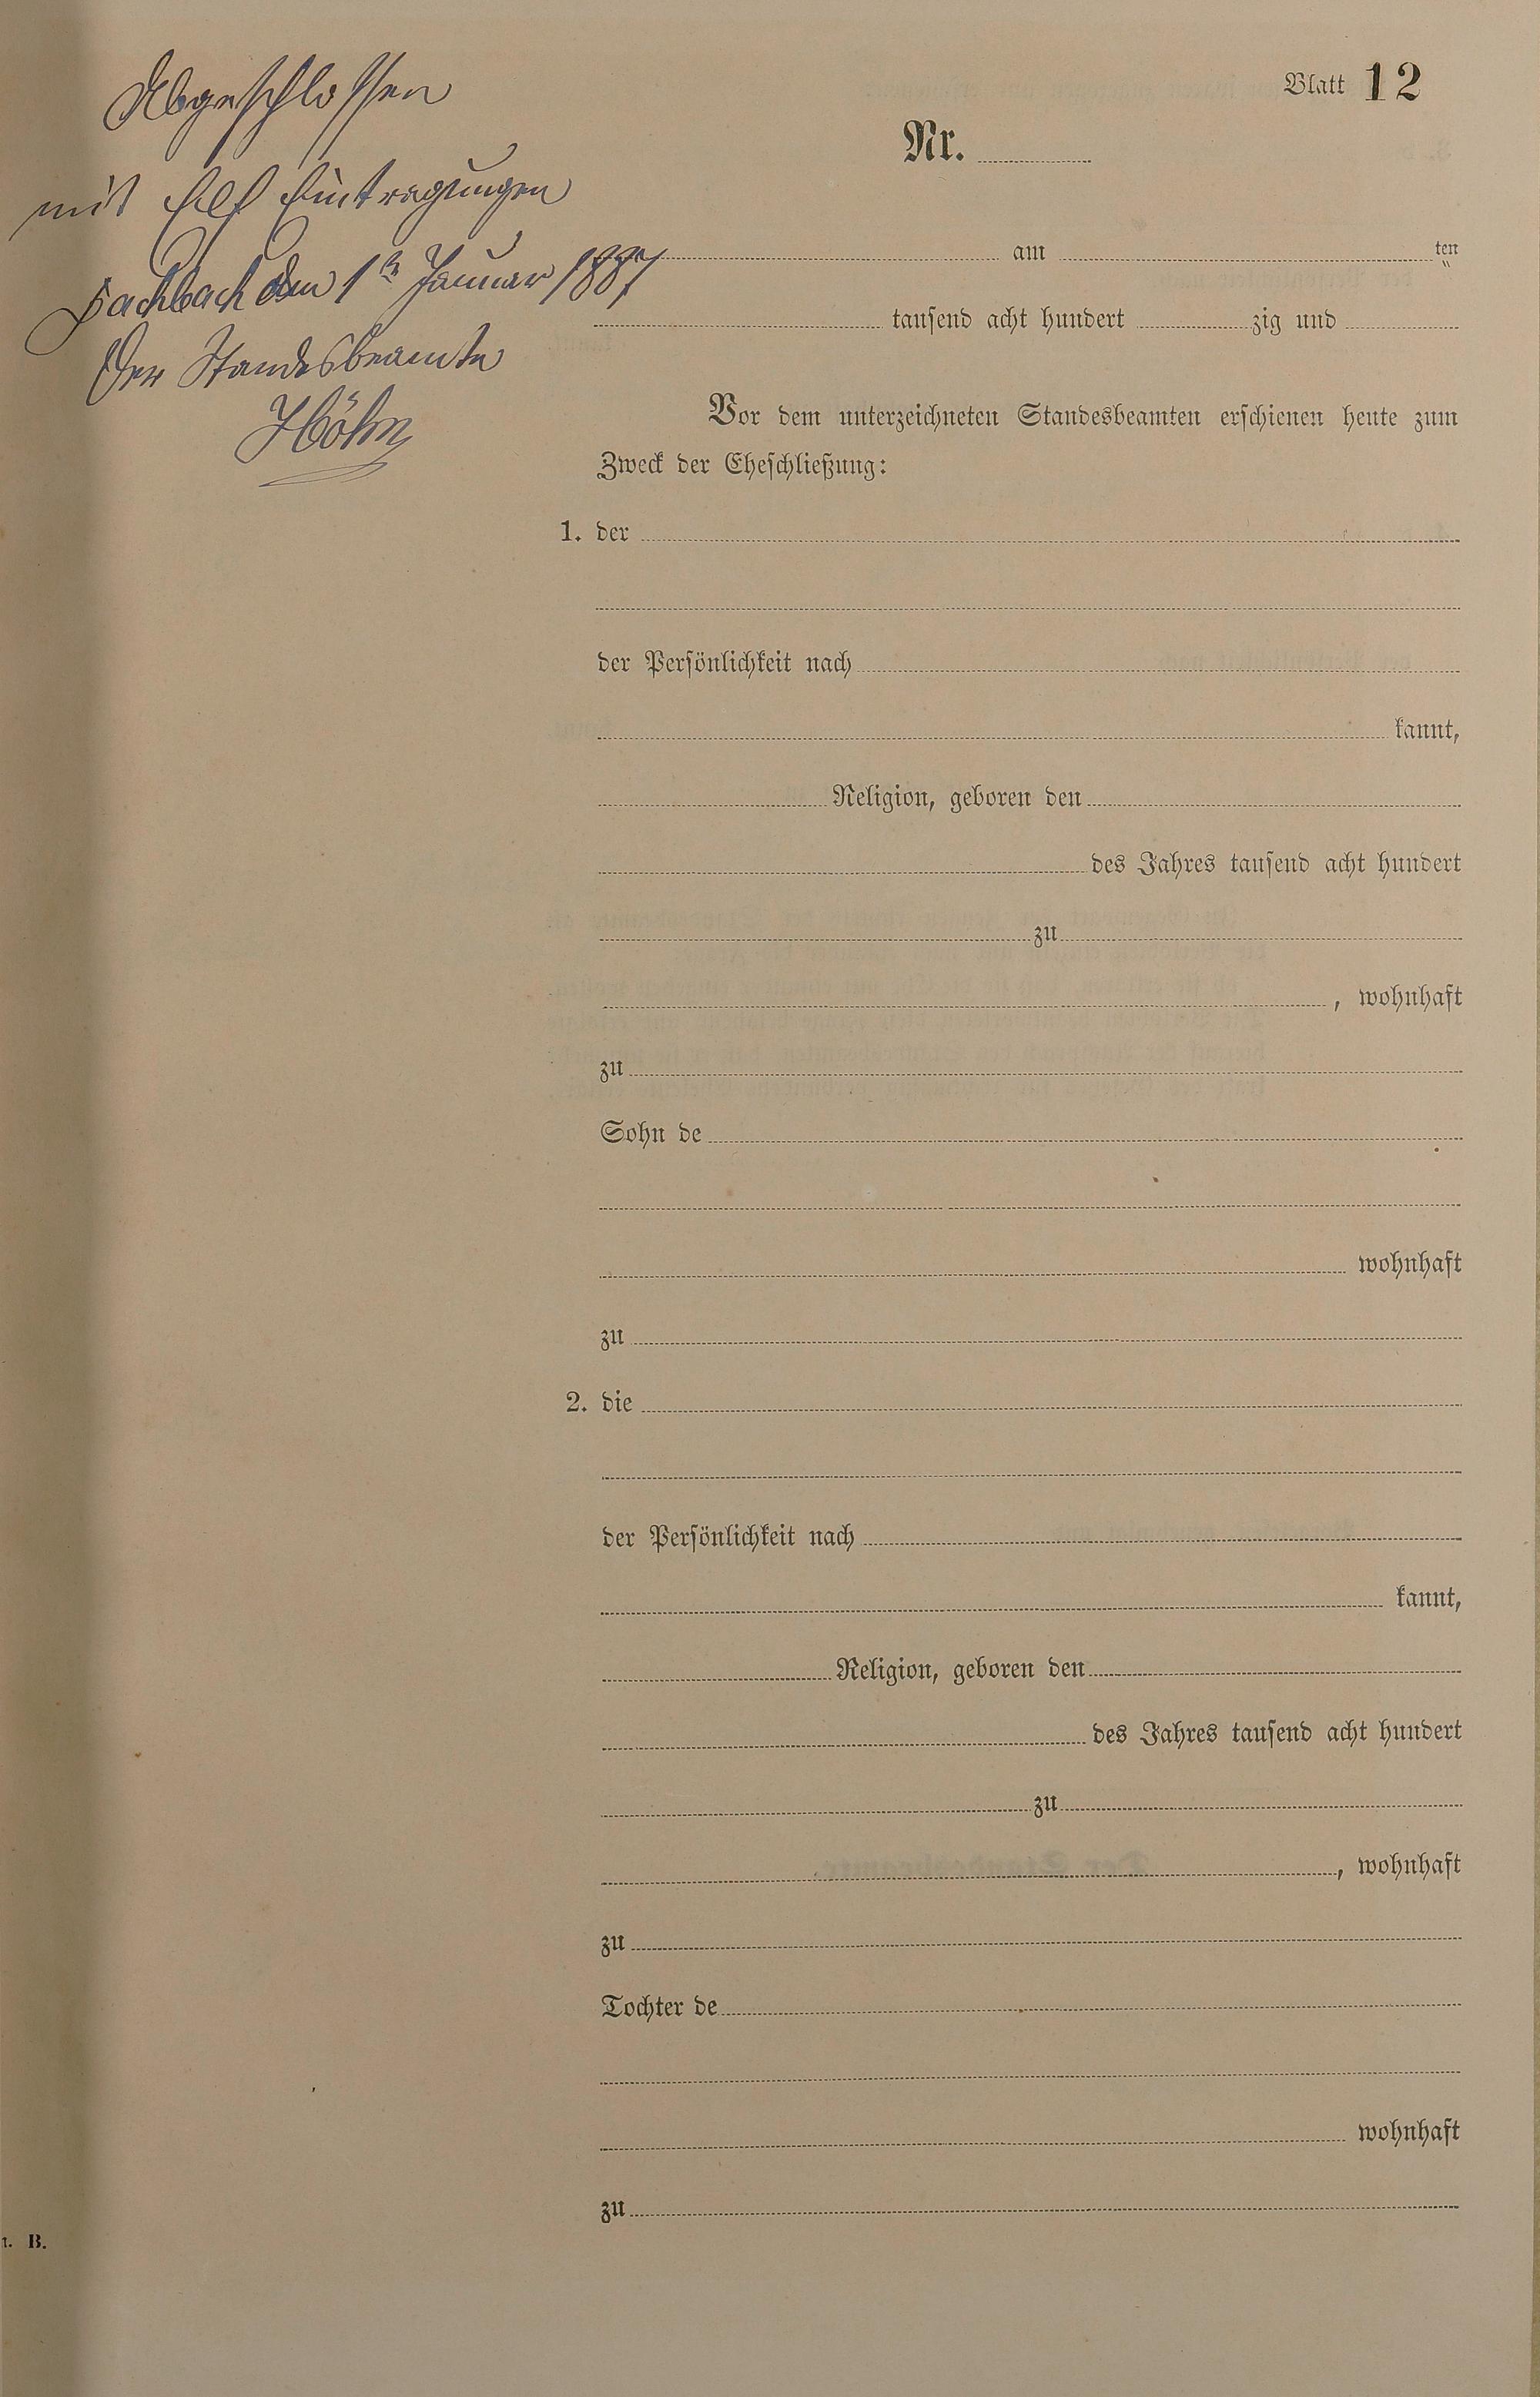 Abgeschlossen
mit Elf Eintragungen
Fachbach den 1ten Januar 1887
Der Standesbeamte
Höhn
Blatt 12
Nr.
am ten
tausend acht hundert zig und
Vor dem unterzeichneten Standesbeamten erschienen heute zum
Zweck der Eheschließung:
1. der
der Persönlichkeit nach
kannt,
Religion, geboren den
des Jahres tausend acht hundert
zu
, wohnhaft
zu
Sohn de
wohnhaft
zu
2. die
der Persönlichkeit nach
kannt,
Religion, geboren den
des Jahres tausend acht hundert
zu
, wohnhaft
zu
Tochter de
wohnhaft
zu
B.